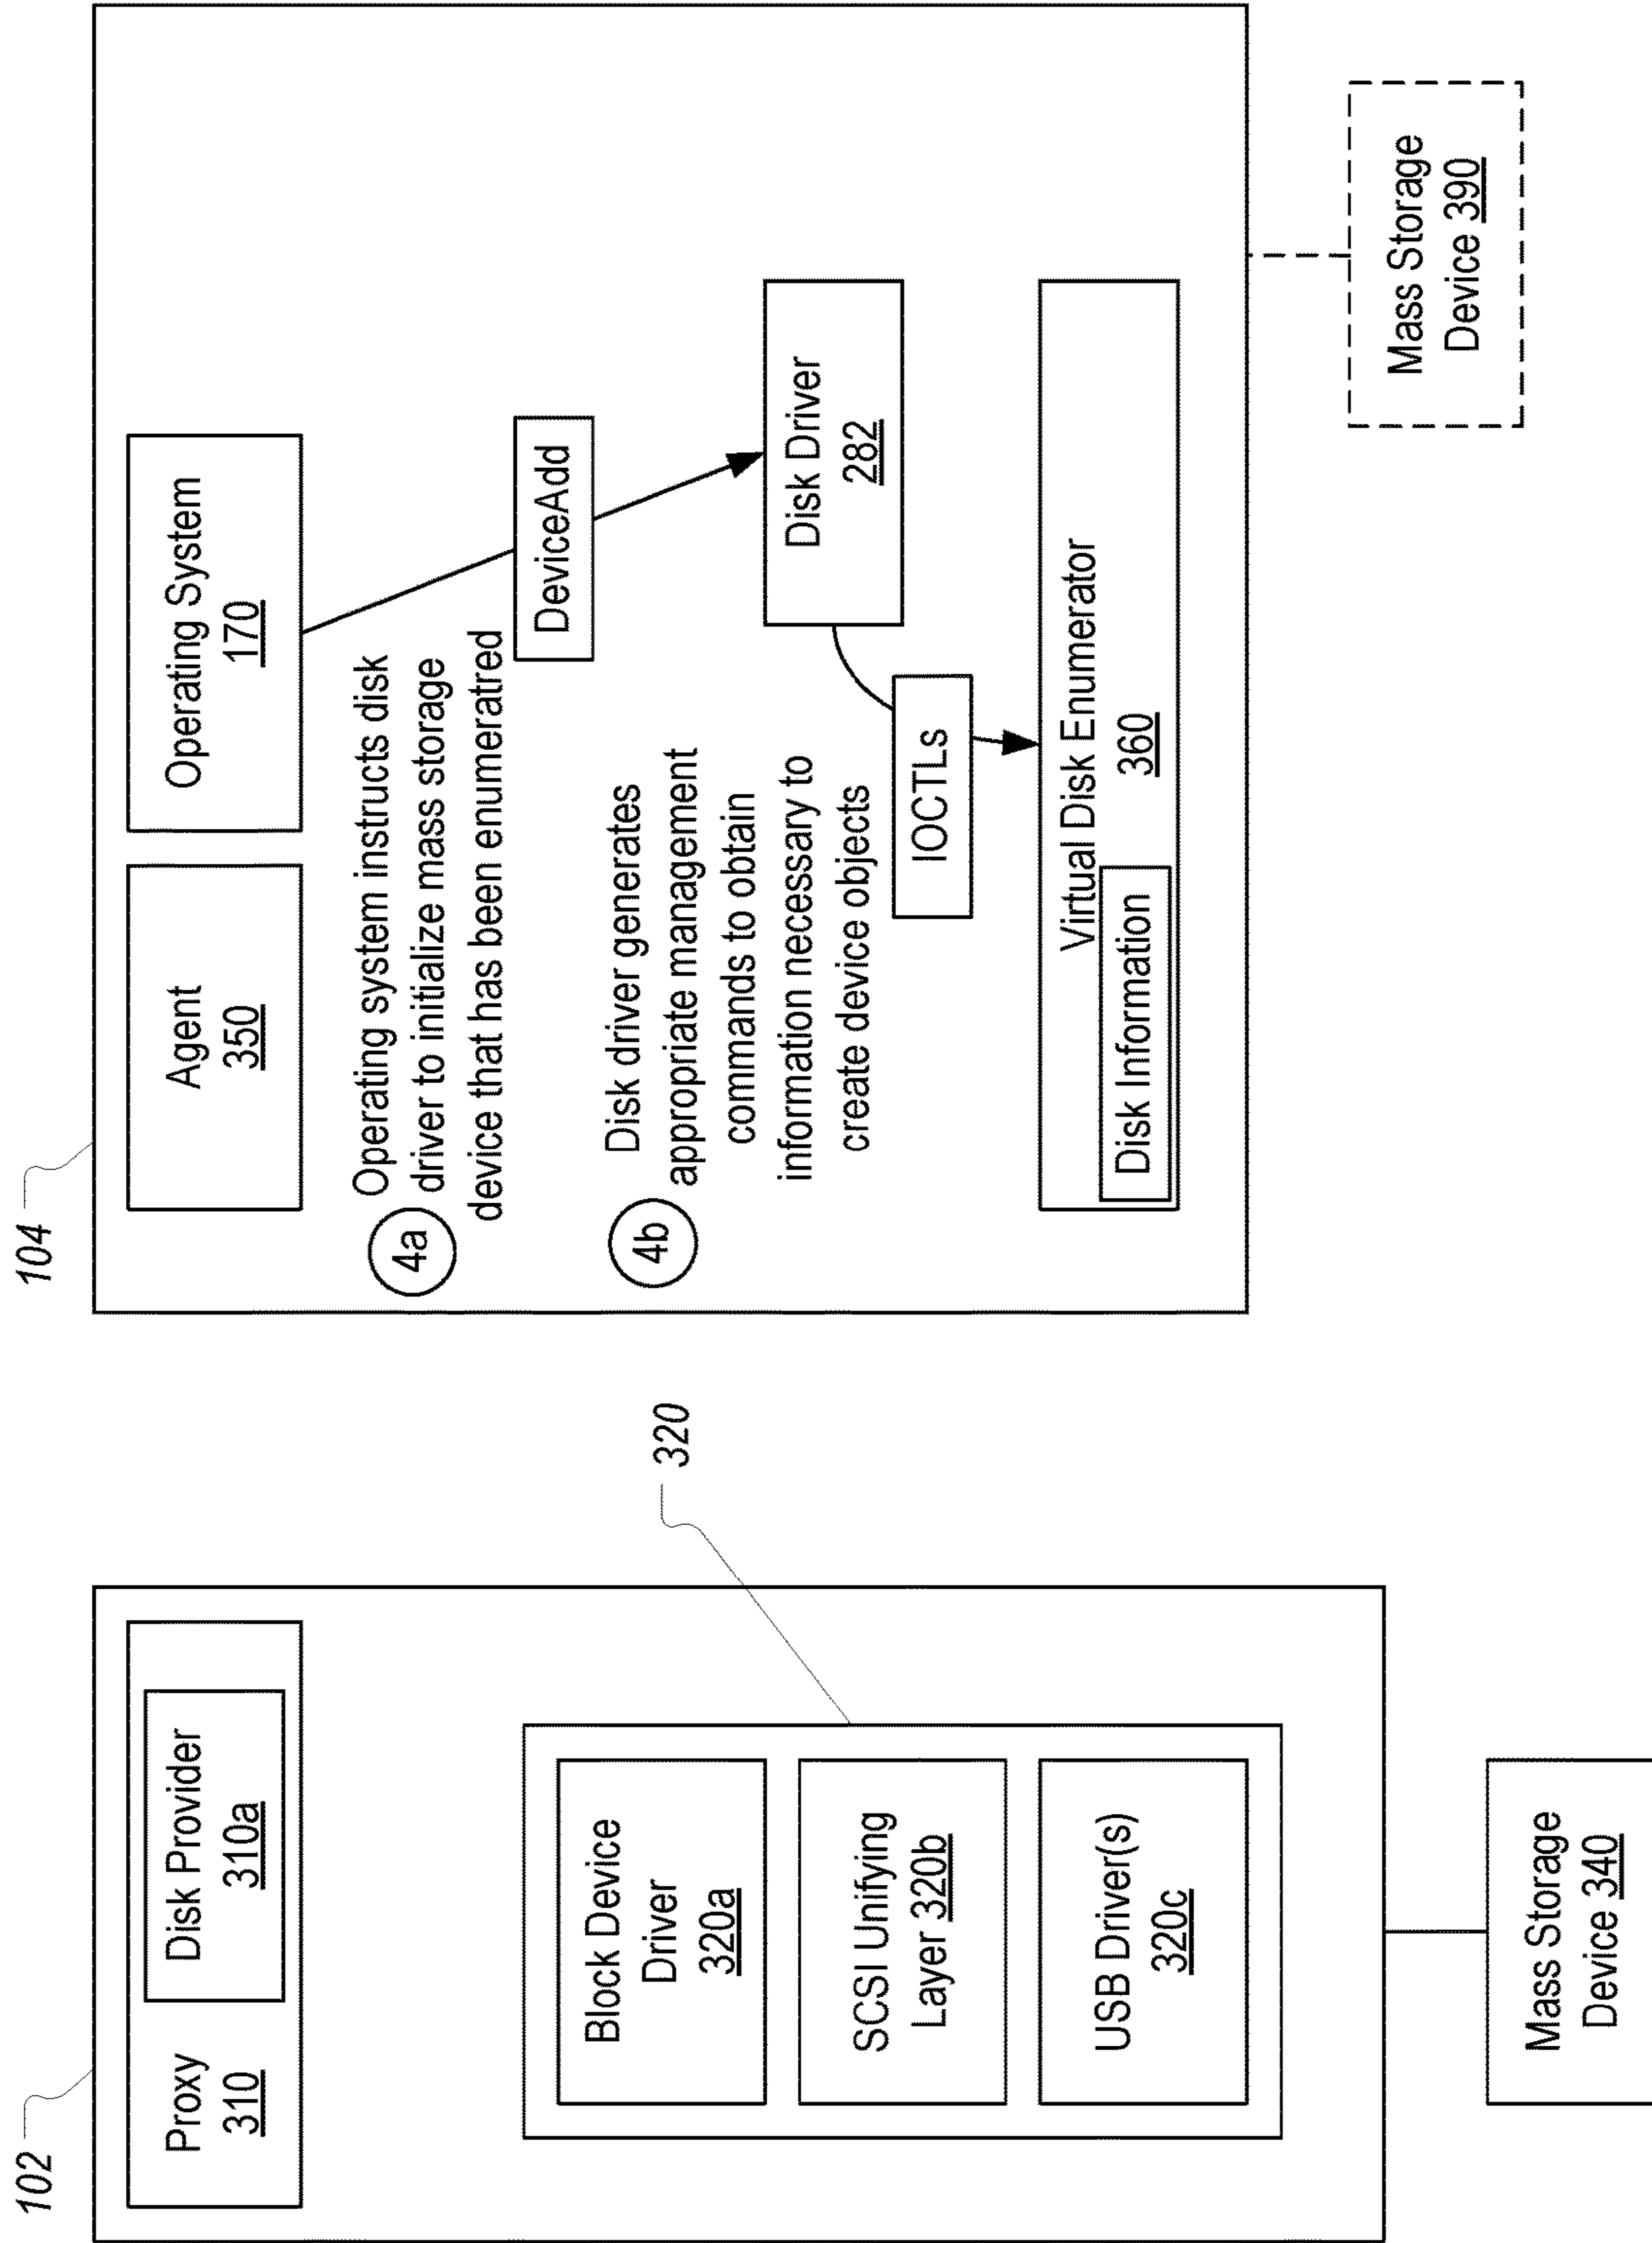 102
Proxy
310
Disk Provider
310a
320
Block Device
Driver
320a
SCSI Unifying
Layer 320b
USB Driver(s)
320c
Mass Storage
Device 340
104
Agent
350
Operating System
170
4a
Operating system instructs disk
driver to initialize mass storage
device that has been enumeratred
DeviceAdd
4b
Disk driver generates
appropriate management
commands to obtain
information necessary to
create device objects
Disk Driver
282
IOCTLs
Virtual Disk Enumerator
360
Disk Information
Mass Storage
Device 390